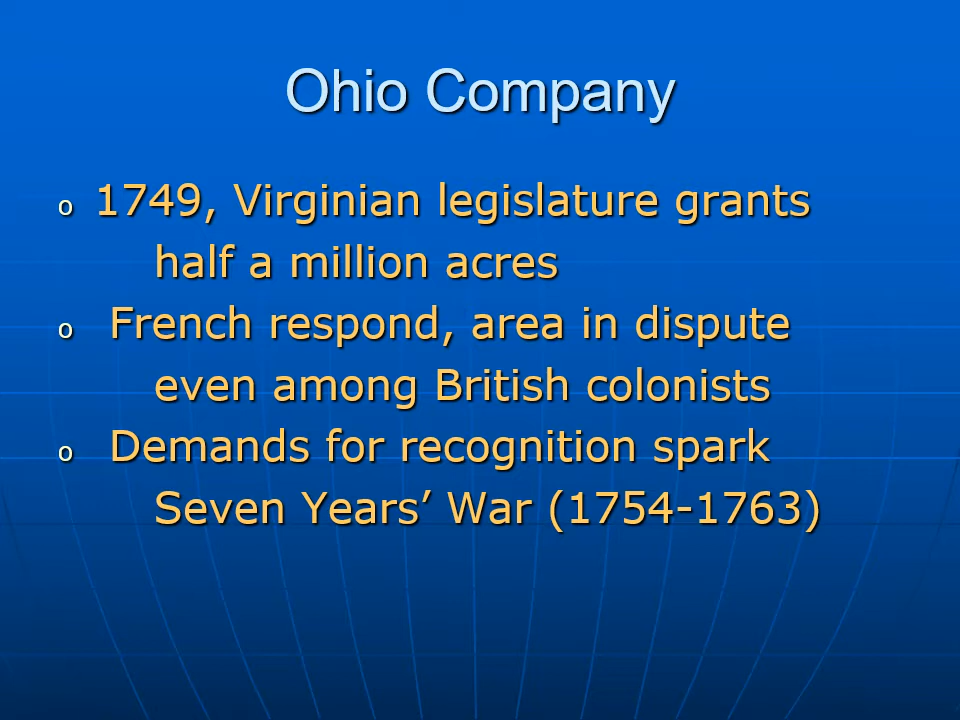 Ohio Company
o 1749, Virginian legislature grants
half a million acres
o French respond, area in dispute
even among British colonists
o Demands for recognition spark
Seven Years’ War (1754-1763)